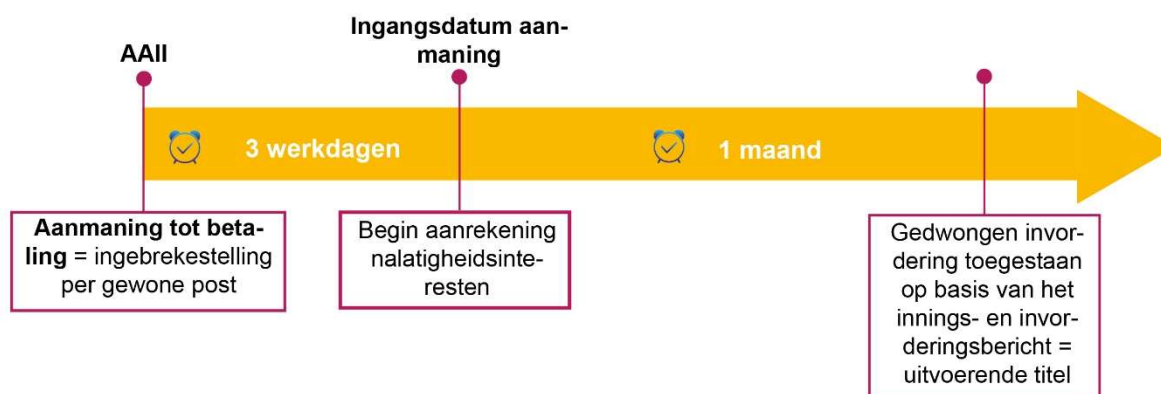 AAII
Ingangsdatum aan-
maning
3 werkdagen
1 maand
Aanmaning tot beta-
ling = ingebrekestelling
per gewone post
Begin aanrekening
nalatigheidsinte-
resten
Gedwongen invor-
dering toegestaan
op basis van het
innings- en invor-
deringsbericht =
uitvoerende titel